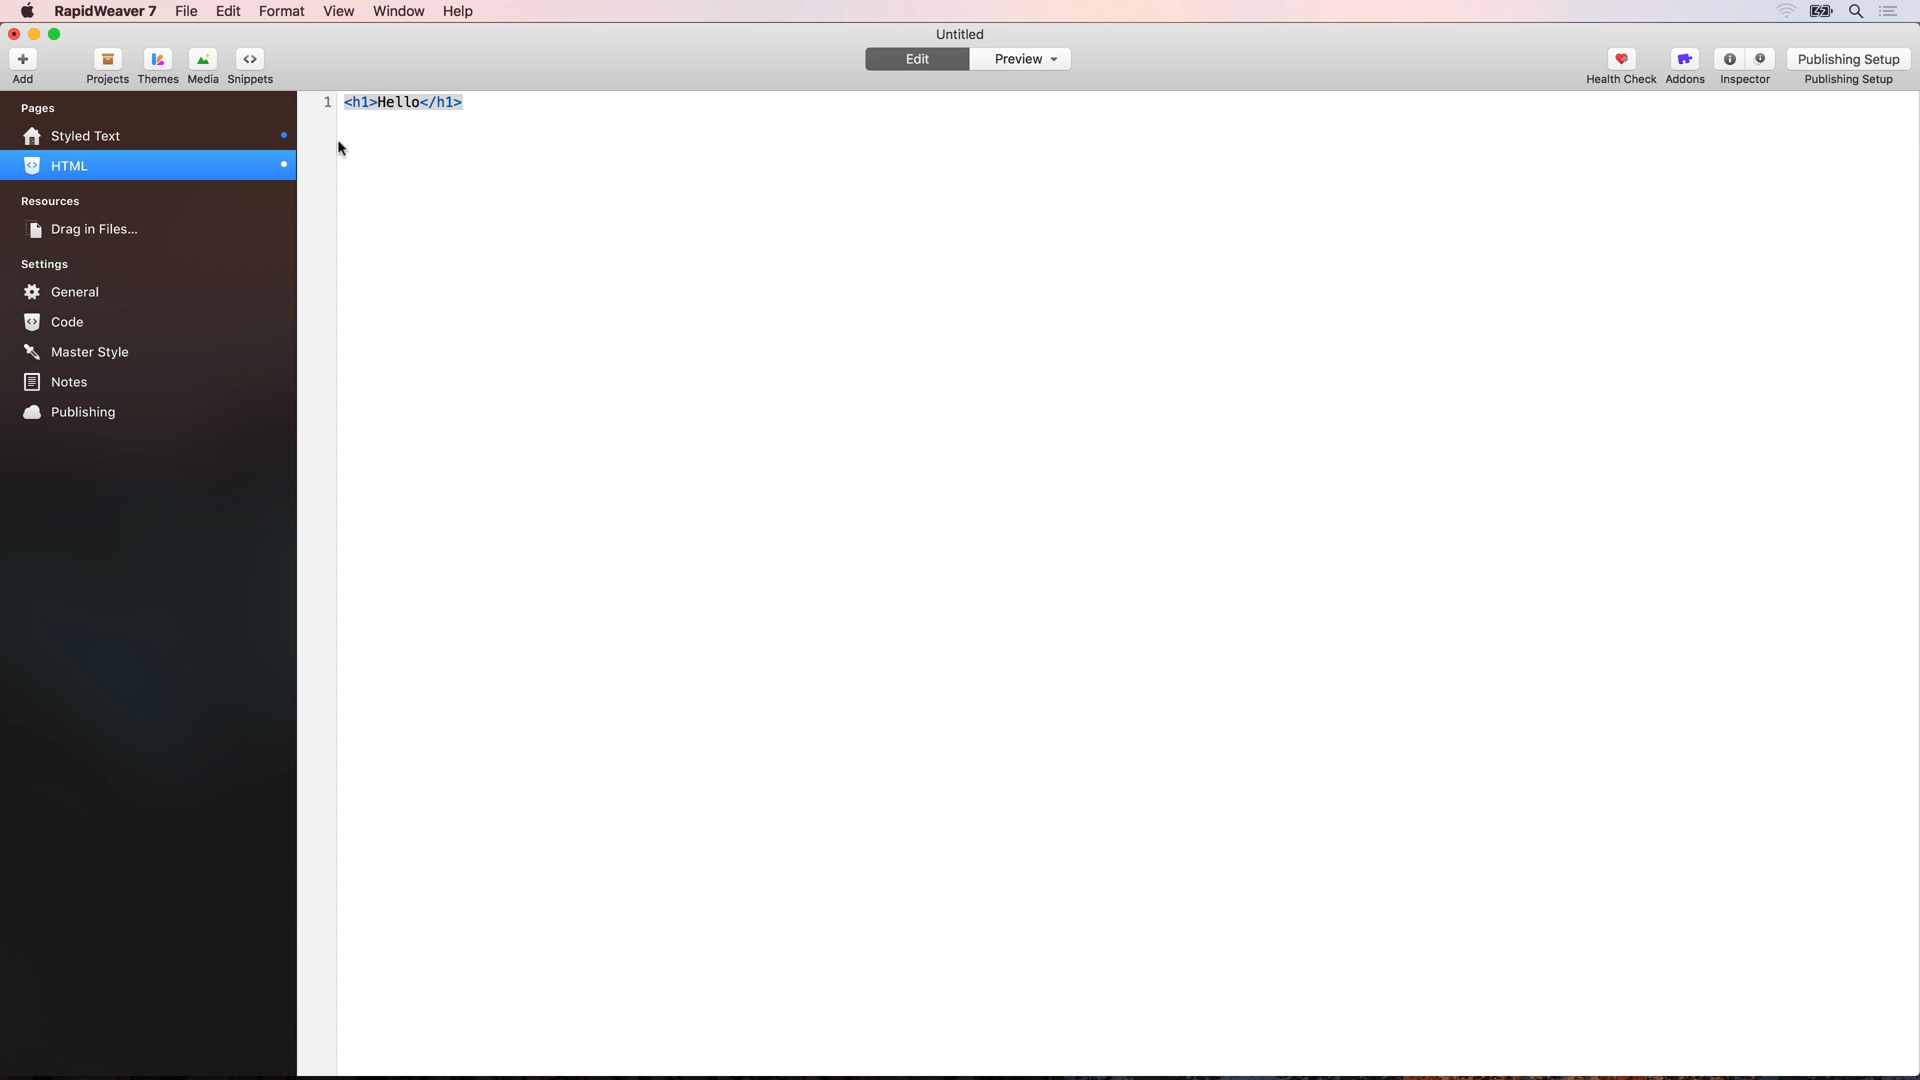 RapidWeaver 7 File Edit Format View Window Help
Untitled
Edit Preview
Publishing Setup
Add Projects Themes Media Snippets
Health Check Addons Inspector Publishing Setup
Pages
Styled Text
HTML
Resources
Drag in Files...
Settings
General
Code
Master Style
Notes
Publishing
1 <h1>Hello</h1>